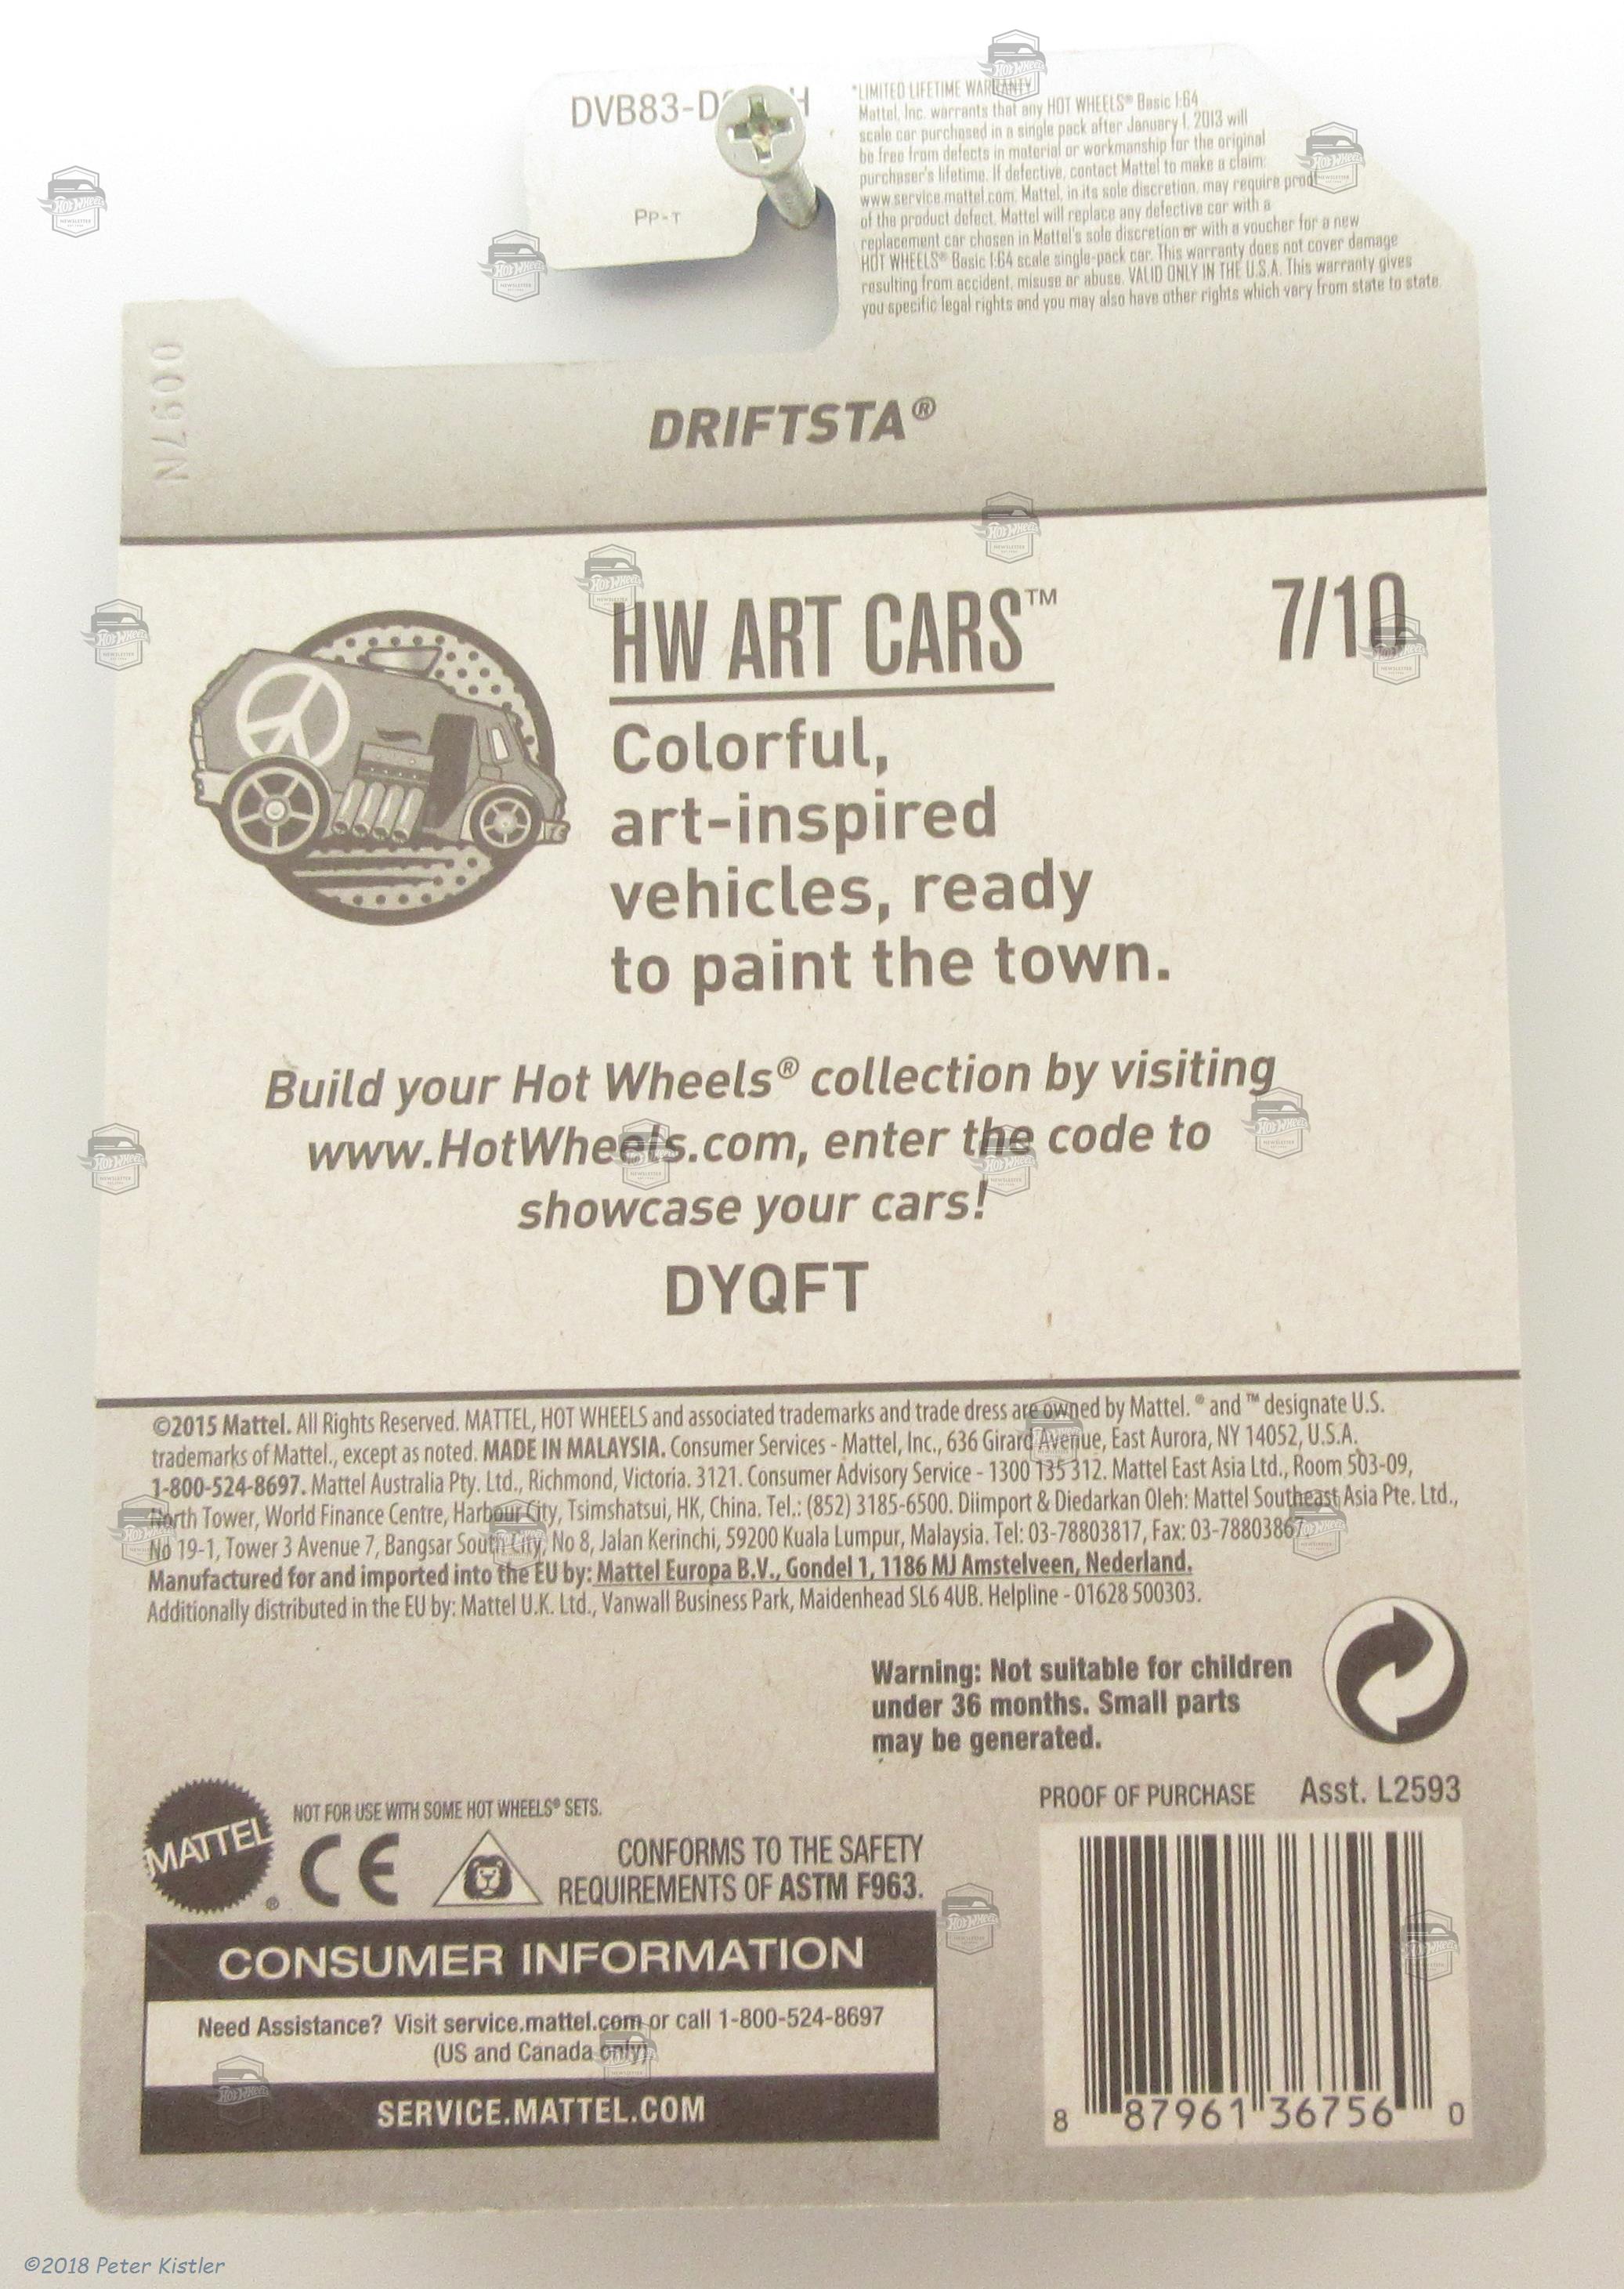 DVB83-D
H
Pp-T
*LIMITED LIFETIME WARRANTY
Mattel, Inc. warrants that any HOT WHEELS® Basic 1:64
scale car purchased in a single pack after January 1, 2013 will
be free from defects in material or workmanship for the original
purchaser's lifetime. If defective, contact Mattel to make a claim:
www.service.mattel.com. Mattel, in its sole discretion, may require proof
of the product defect. Mattel will replace any defective car with a
replacement car chosen in Mattel's sole discretion or with a voucher for a new
HOT WHEELS® Basic 1:64 scale single-pack car. This warranty does not cover damage
resulting from accident, misuse or abuse. VALID ONLY IN THE U.S.A. This warranty gives
you specific legal rights and you may also have other rights which vary from state to state.
DRIFTSTA®
HW ART CARS™
7/10
Colorful,
art-inspired
vehicles, ready
to paint the town.
Build your Hot Wheels® collection by visiting
www.HotWheels.com, enter the code to
showcase your cars!
DYQFT
©2015 Mattel. All Rights Reserved. MATTEL, HOT WHEELS and associated trademarks and trade dress are owned by Mattel. ® and ™ designate U.S.
trademarks of Mattel., except as noted. MADE IN MALAYSIA. Consumer Services - Mattel, Inc., 636 Girard Avenue, East Aurora, NY 14052, U.S.A.
1-800-524-8697. Mattel Australia Pty. Ltd., Richmond, Victoria. 3121. Consumer Advisory Service - 1300 135 312. Mattel East Asia Ltd., Room 503-09,
North Tower, World Finance Centre, Harbour City, Tsimshatsui, HK, China. Tel.: (852) 3185-6500. Diimport & Diedarkan Oleh: Mattel Southeast Asia Pte. Ltd.,
No 19-1, Tower 3 Avenue 7, Bangsar South City, No 8, Jalan Kerinchi, 59200 Kuala Lumpur, Malaysia. Tel: 03-78803817, Fax: 03-78803867.
Manufactured for and imported into the EU by: Mattel Europa B.V., Gondel 1, 1186 MJ Amstelveen, Nederland.
Additionally distributed in the EU by: Mattel U.K. Ltd., Vanwall Business Park, Maidenhead SL6 4UB. Helpline - 01628 500303.
Warning: Not suitable for children
under 36 months. Small parts
may be generated.
PROOF OF PURCHASE Asst. L2593
MATTEL®
NOT FOR USE WITH SOME HOT WHEELS® SETS.
CE
CONFORMS TO THE SAFETY
REQUIREMENTS OF ASTM F963.
CONSUMER INFORMATION
Need Assistance? Visit service.mattel.com or call 1-800-524-8697
(US and Canada only)
SERVICE.MATTEL.COM
8 87961 36756 0
©2018 Peter Kistler